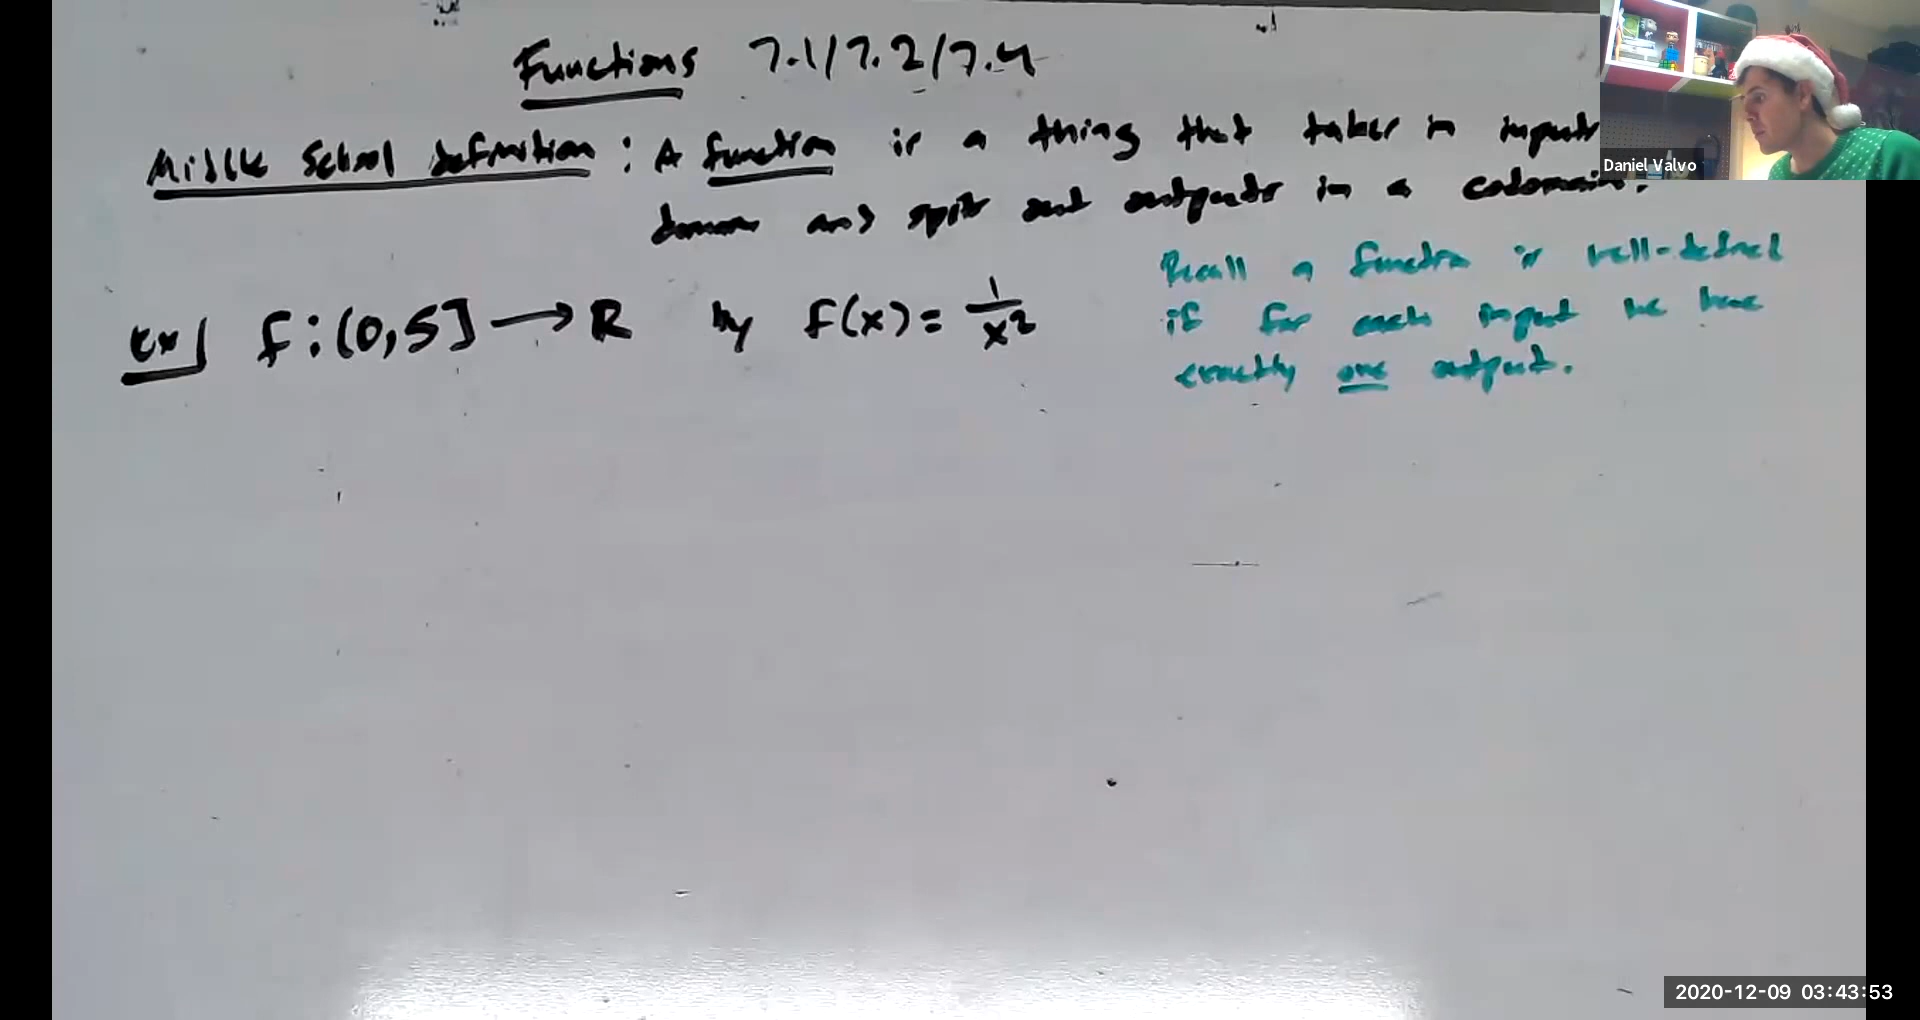 Functions 7.1/7.2/7.4
Middle School definition: A function is a thing that takes in inputs
domain and spits out outputs in a codomain.
Recall a function is well-defined
if for each input we have
exactly one output.
ex] f:(0,5] → R by f(x) = 1/x²
Daniel Valvo
2020-12-09 03:43:53